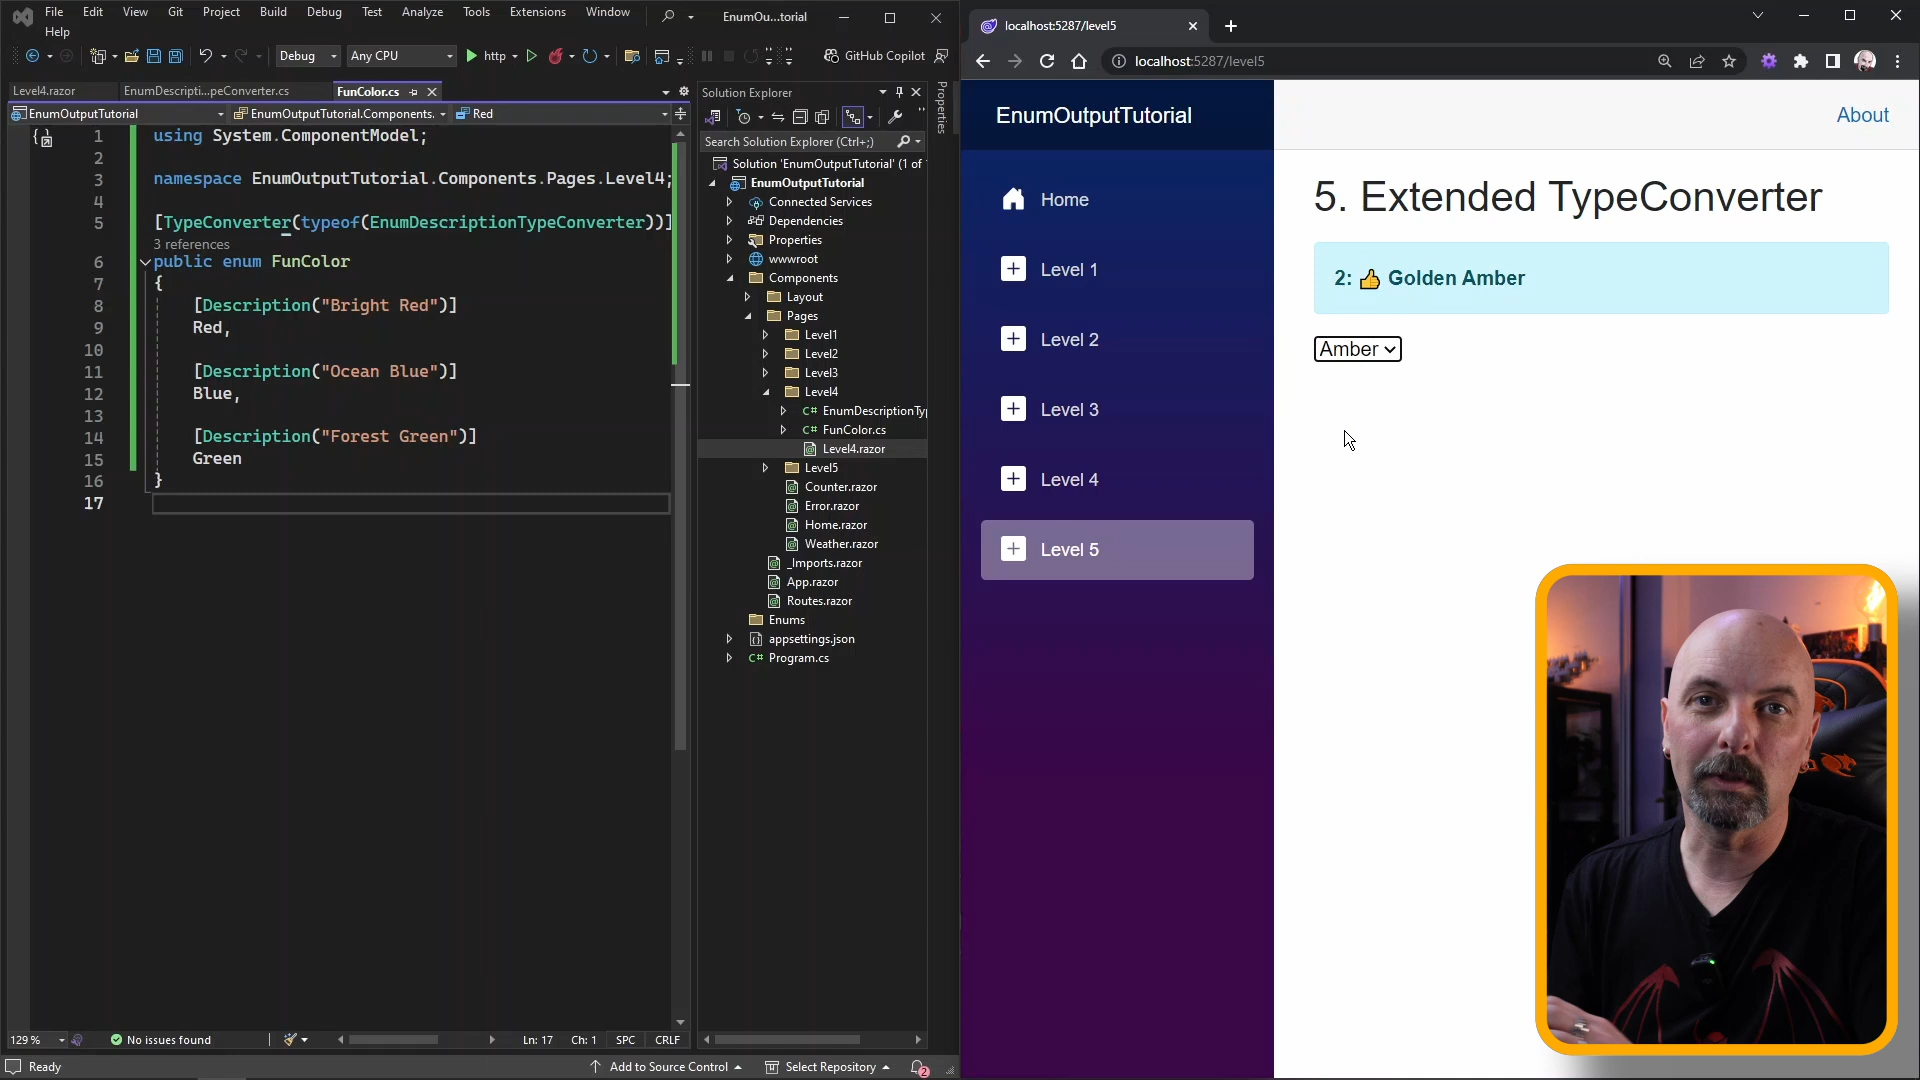 File Edit View Git Project Build Debug Test Analyze Tools Extensions Window
EnumOu...torial
Help
Debug
Any CPU
http
GitHub Copilot
Level4.razor
EnumDescripti...peConverter.cs
FunColor.cs
EnumOutputTutorial
EnumOutputTutorial.Components.
Red
1 using System.ComponentModel;
2
3 namespace EnumOutputTutorial.Components.Pages.Level4;
4
5 [TypeConverter(typeof(EnumDescriptionTypeConverter))]
3 references
6 public enum FunColor
7 {
8 [Description("Bright Red")]
9 Red,
10
11 [Description("Ocean Blue")]
12 Blue,
13
14 [Description("Forest Green")]
15 Green
16 }
17
129 %
No issues found
Ln: 17
Ch: 1
SPC
CRLF
Ready
Add to Source Control
Select Repository
2
Solution Explorer
Search Solution Explorer (Ctrl+;)
Solution 'EnumOutputTutorial' (1 of
EnumOutputTutorial
Connected Services
Dependencies
Properties
wwwroot
Components
Layout
Pages
Level1
Level2
Level3
Level4
C# EnumDescriptionTy
C# FunColor.cs
Level4.razor
Level5
Counter.razor
Error.razor
Home.razor
Weather.razor
_Imports.razor
App.razor
Routes.razor
Enums
appsettings.json
C# Program.cs
Properties
localhost:5287/level5
localhost:5287/level5
EnumOutputTutorial
About
Home
Level 1
Level 2
Level 3
Level 4
Level 5
5. Extended TypeConverter
2: 👍 Golden Amber
Amber